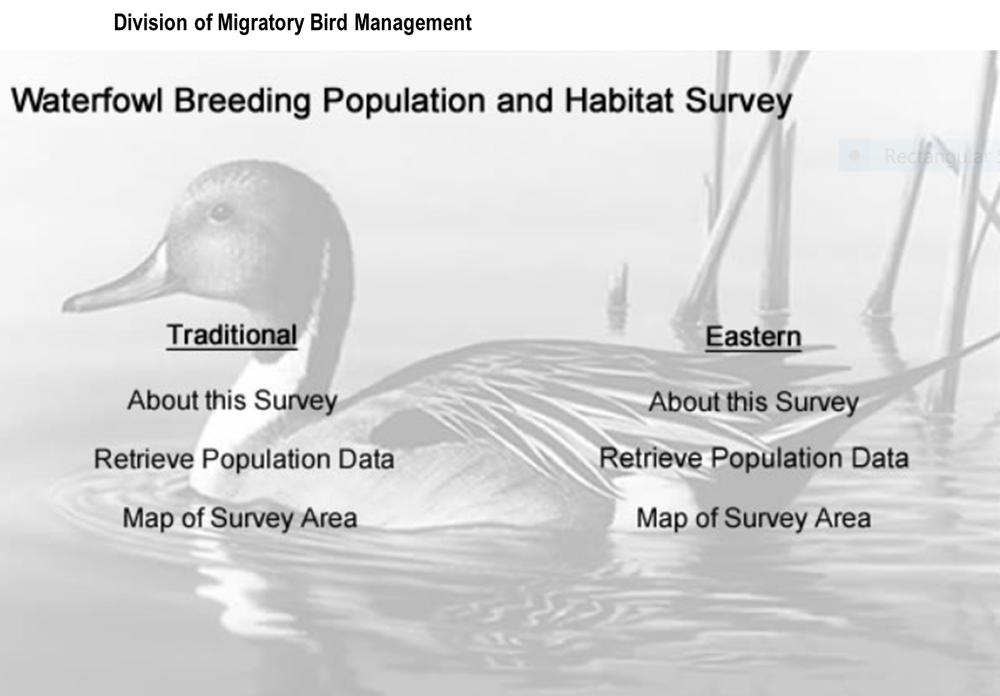 Division of Migratory Bird Management
Waterfowl Breeding Population and Habitat Survey
Rectangular
Traditional
Eastern
About this Survey
About this Survey
Retrieve Population Data
Retrieve Population Data
Map of Survey Area
Map of Survey Area